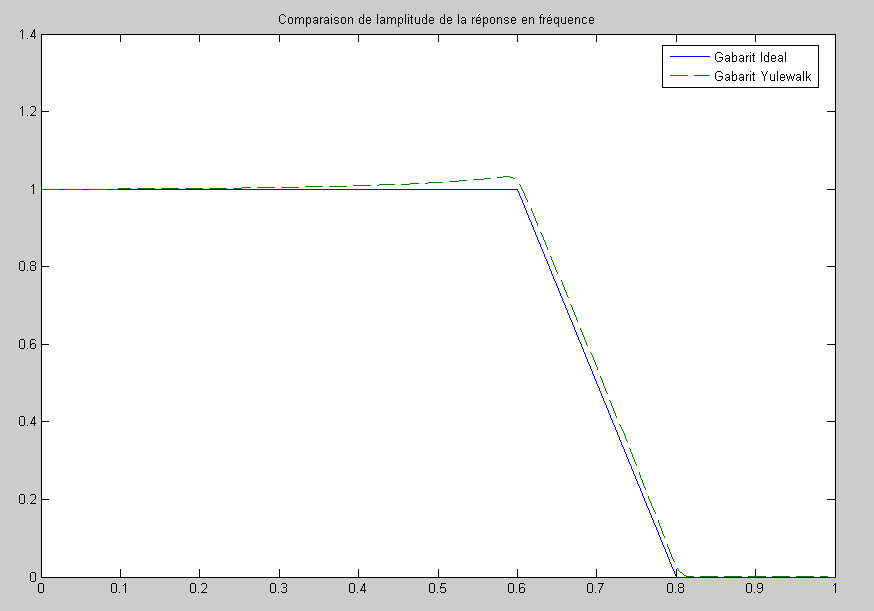 Comparaison de lamplitude de la réponse en fréquence
1.4
Gabarit Ideal
Gabarit Yulewalk
1.2
1
0.8
0.6
0.4
0.2
0
0 0.1 0.2 0.3 0.4 0.5 0.6 0.7 0.8 0.9 1